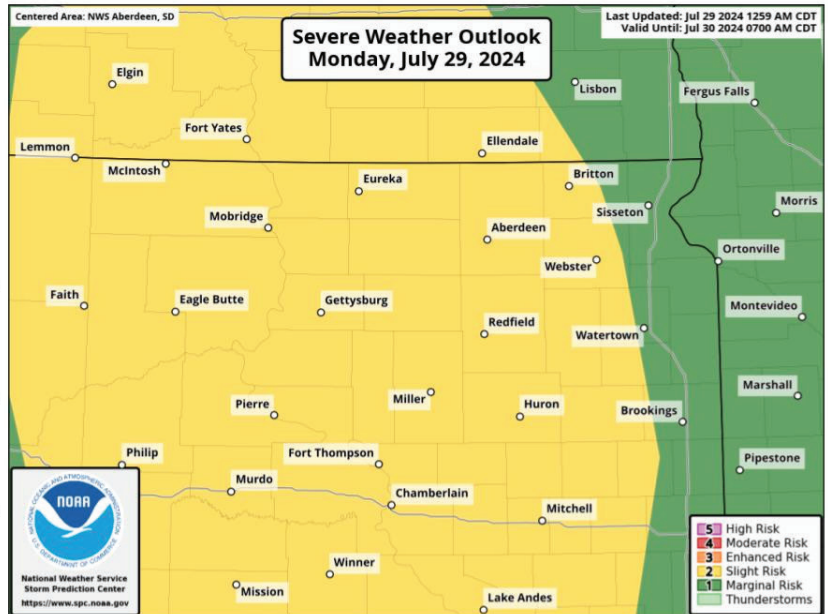 Centered Area: NWS Aberdeen, SD
Last Updated: Jul 29 2024 1259 AM CDT
Valid Until: Jul 30 2024 0700 AM CDT
Severe Weather Outlook
Monday, July 29, 2024
Elgin
Lisbon
Fergus Falls
Fort Yates
Lemmon
Ellendale
McIntosh
Eureka
Britton
Mobridge
Sisseton
Morris
Aberdeen
Webster
Ortonville
Faith
Eagle Butte
Gettysburg
Montevideo
Redfield
Watertown
Marshall
Pierre
Miller
Huron
Brookings
Philip
Fort Thompson
Pipestone
Murdo
Chamberlain
Mitchell
Winner
Mission
Lake Andes
NATIONAL OCEANIC AND ATMOSPHERIC ADMINISTRATION
NOAA
U.S. DEPARTMENT OF COMMERCE
National Weather Service
Storm Prediction Center
https://www.spc.noaa.gov
5 High Risk
4 Moderate Risk
3 Enhanced Risk
2 Slight Risk
1 Marginal Risk
Thunderstorms